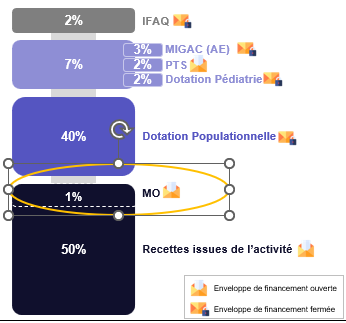 2% IFAQ
3% MIGAC (AE)
7% 2% PTS
2% Dotation Pédiatrie
40% Dotation Populationnelle
1% MO
50% Recettes issues de l’activité
Enveloppe de financement ouverte
Enveloppe de financement fermée